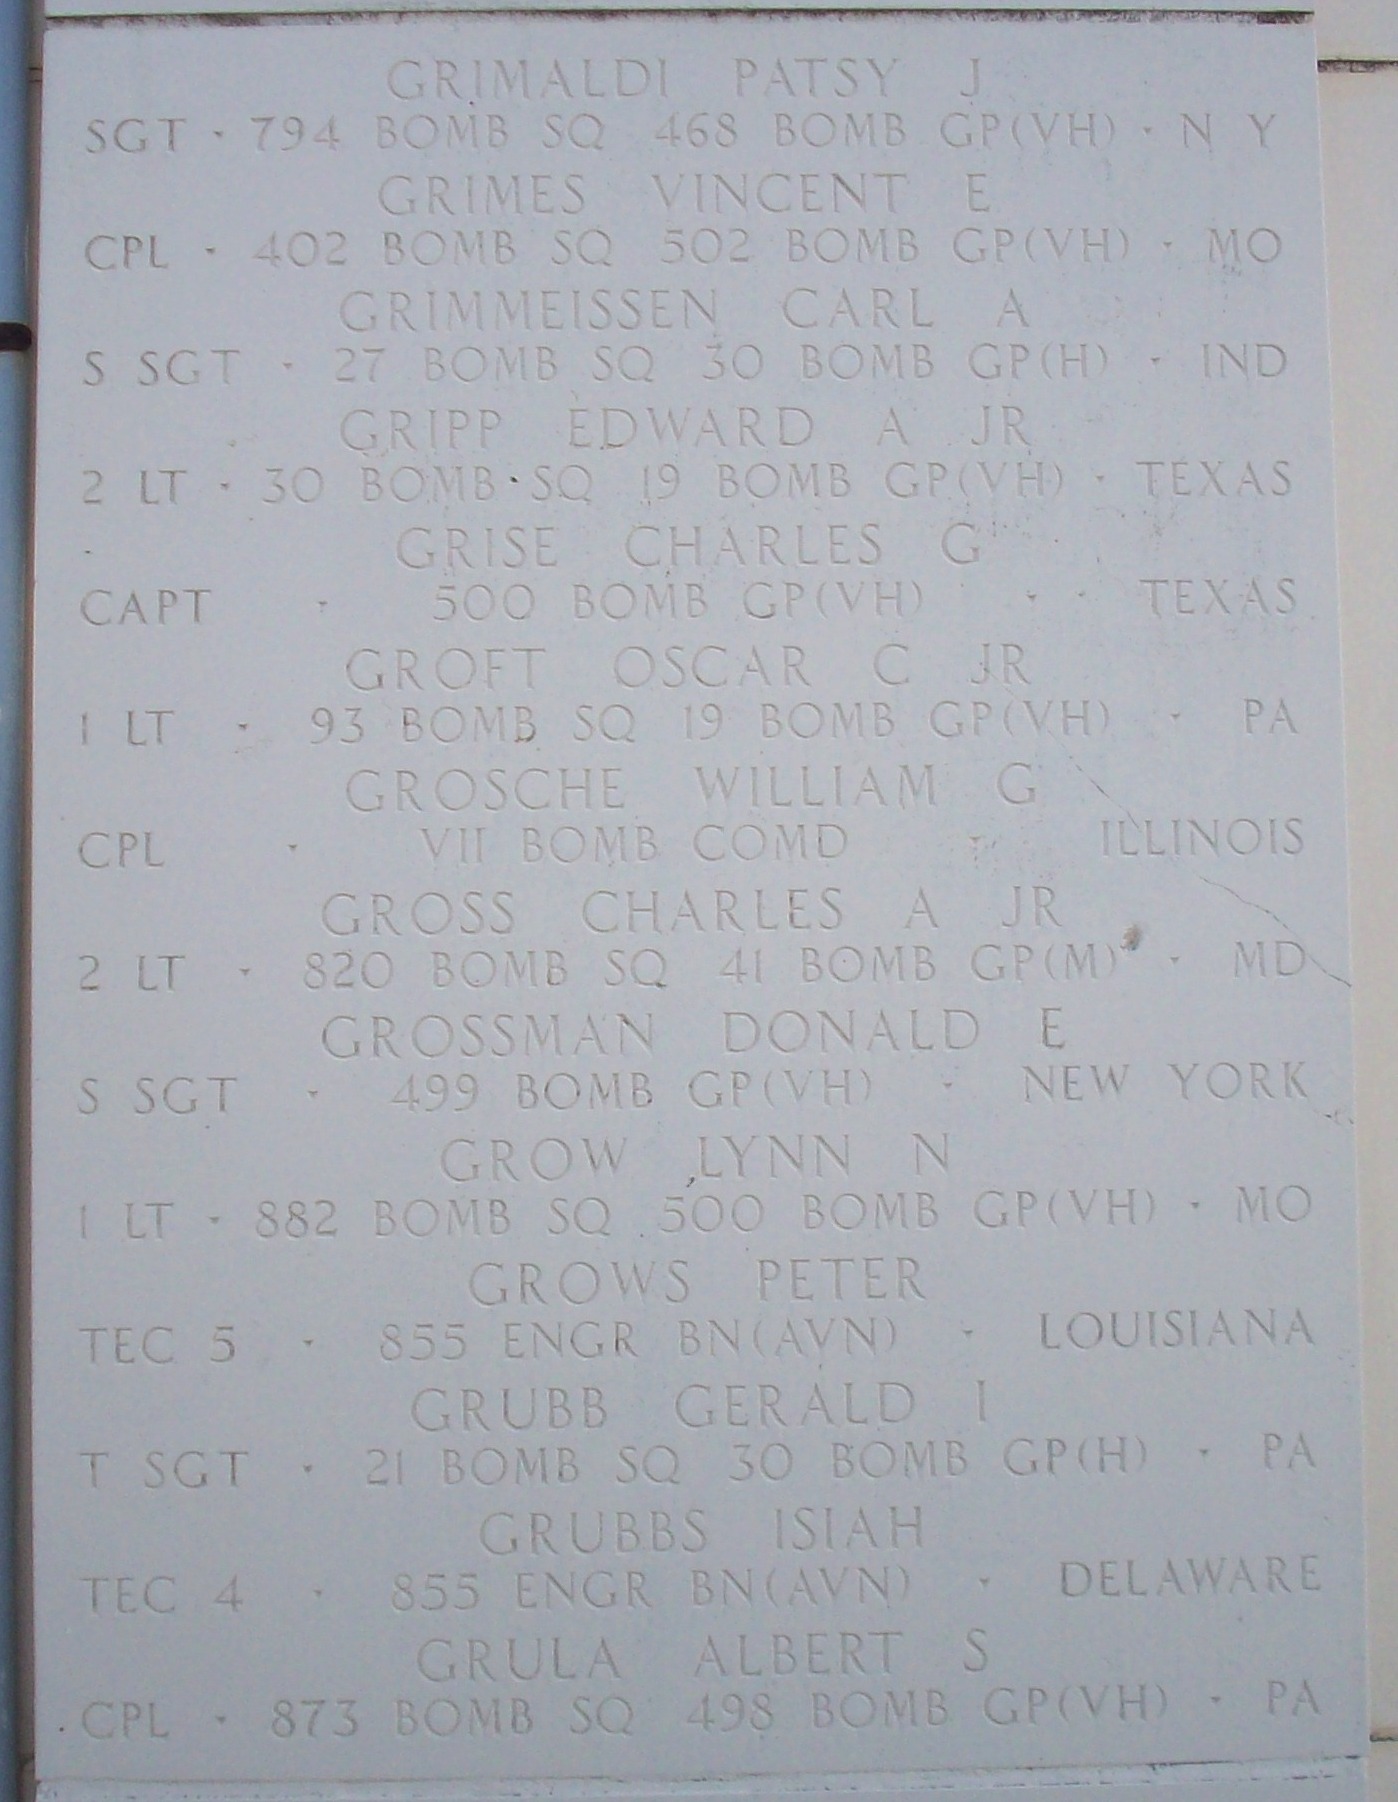 GRIMALDI PATSY J
SGT · 794 BOMB SQ 468 BOMB GP(VH) · N Y
GRIMES VINCENT E
CPL · 402 BOMB SQ 502 BOMB GP(VH) · MO
GRIMMEISSEN CARL A
S SGT · 27 BOMB SQ 30 BOMB GP(H) · IND
GRIPP EDWARD A JR
2 LT · 30 BOMB SQ 19 BOMB GP(VH) · TEXAS
GRISE CHARLES G
CAPT · 500 BOMB GP(VH) · TEXAS
GROFT OSCAR C JR
1 LT · 93 BOMB SQ 19 BOMB GP(VH) · PA
GROSCHE WILLIAM G
CPL · VII BOMB COMD · ILLINOIS
GROSS CHARLES A JR
2 LT · 820 BOMB SQ 41 BOMB GP(M) · MD
GROSSMAN DONALD E
S SGT · 499 BOMB GP(VH) · NEW YORK
GROW LYNN N
1 LT · 882 BOMB SQ 500 BOMB GP(VH) · MO
GROWS PETER
TEC 5 · 855 ENGR BN(AVN) · LOUISIANA
GRUBB GERALD I
T SGT · 21 BOMB SQ 30 BOMB GP(H) · PA
GRUBBS ISIAH
TEC 4 · 855 ENGR BN(AVN) · DELAWARE
GRULA ALBERT S
CPL · 873 BOMB SQ 498 BOMB GP(VH) · PA